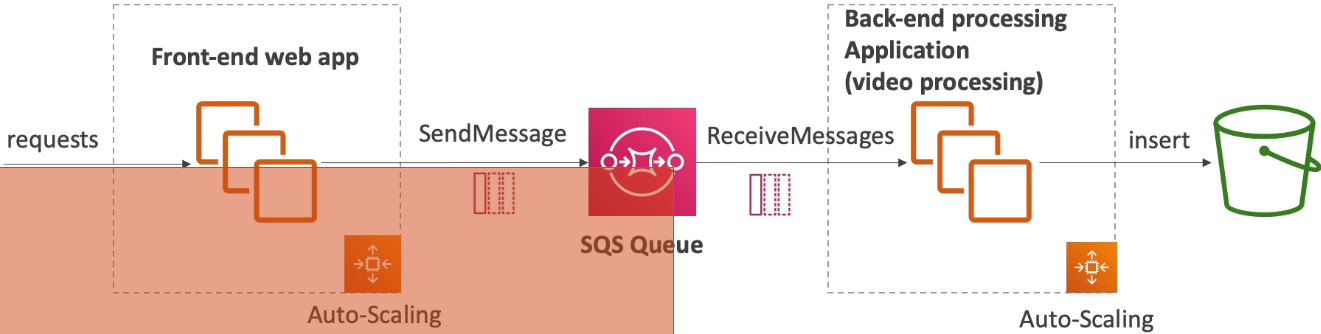 Front-end web app
Back-end processing
Application
(video processing)
requests
SendMessage
ReceiveMessages
insert
SQS Queue
Auto-Scaling
Auto-Scaling